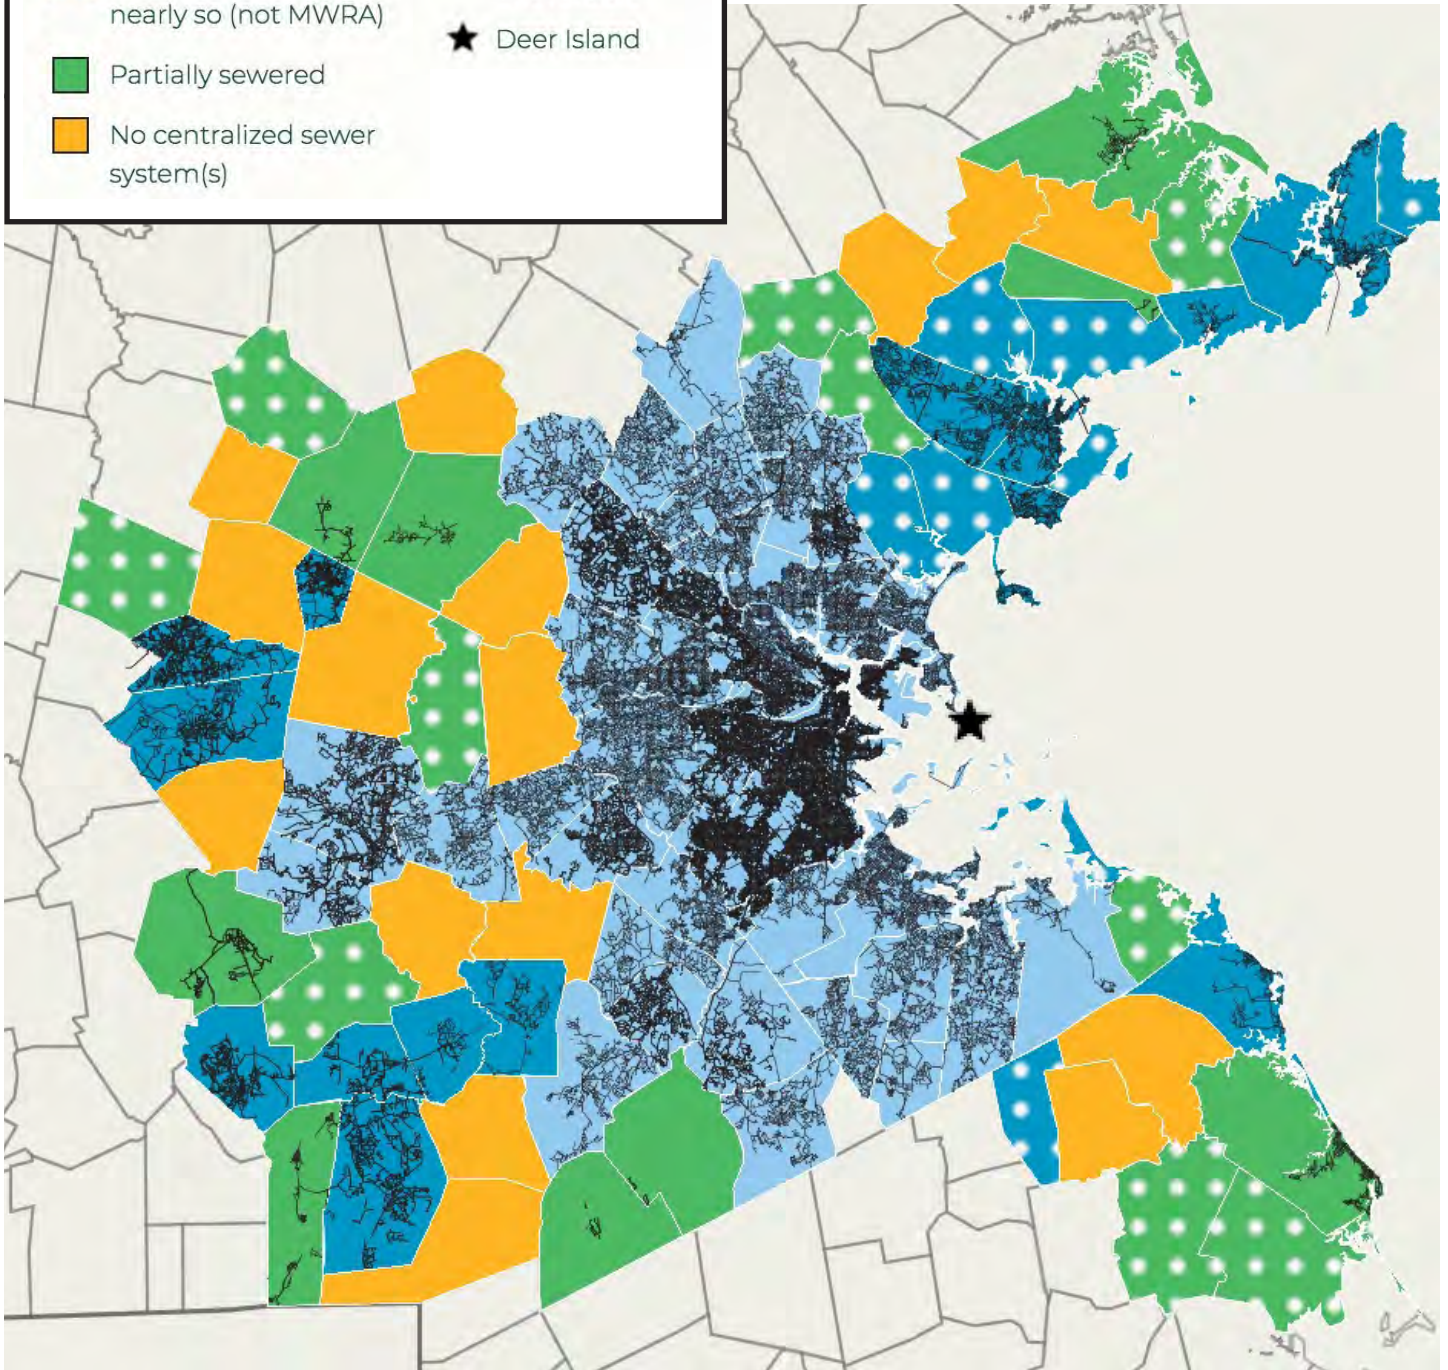 nearly so (not MWRA)
Deer Island
Partially sewered
No centralized sewer
system(s)